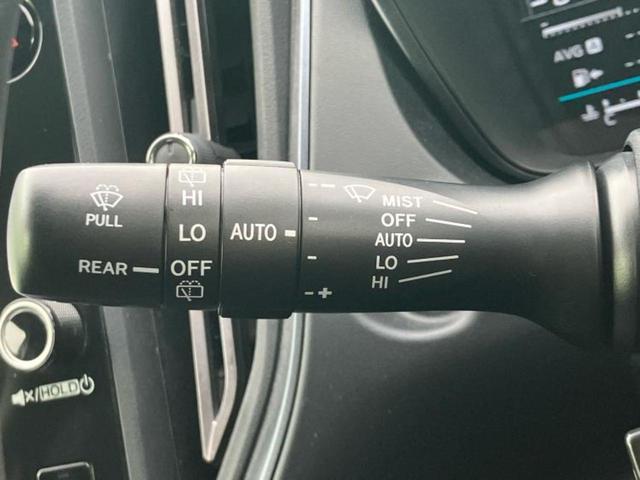 AVG A
PULL
REAR
HI
LO
OFF
AUTO
- +
MIST
OFF
AUTO
LO
HI
HOLD